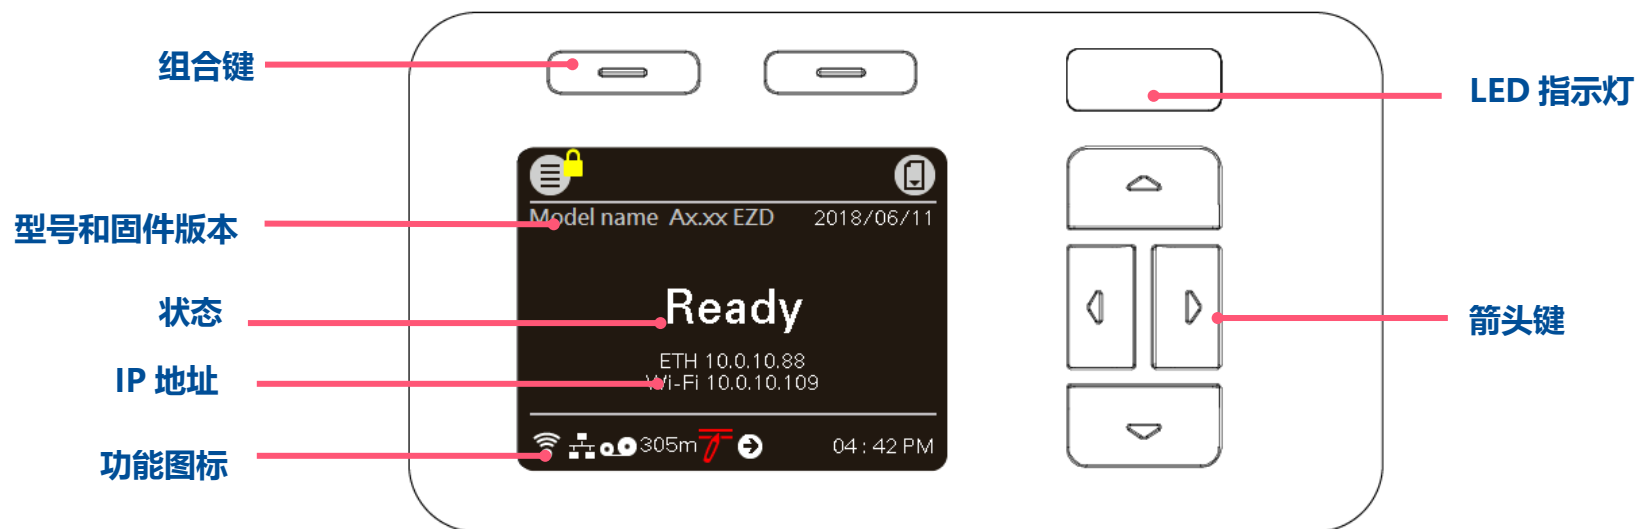 组合键
LED 指示灯
型号和固件版本
Model name Ax.xx EZD 2018/06/11
状态
Ready
箭头键
IP 地址
ETH 10.0.10.88
Wi-Fi 10.0.10.109
功能图标
305m
04 : 42 PM